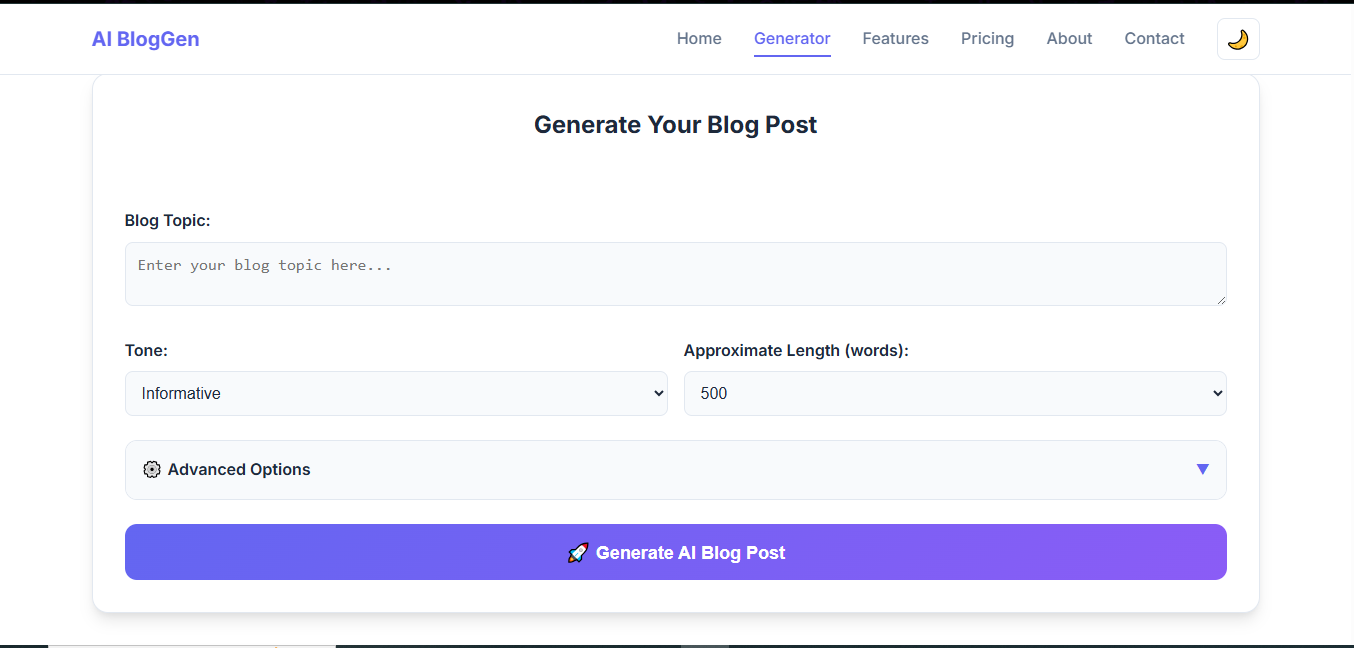 AI BlogGen
Home Generator Features Pricing About Contact
Generate Your Blog Post
Blog Topic:
Enter your blog topic here...
Tone: Approximate Length (words):
Informative 500
Advanced Options
Generate AI Blog Post